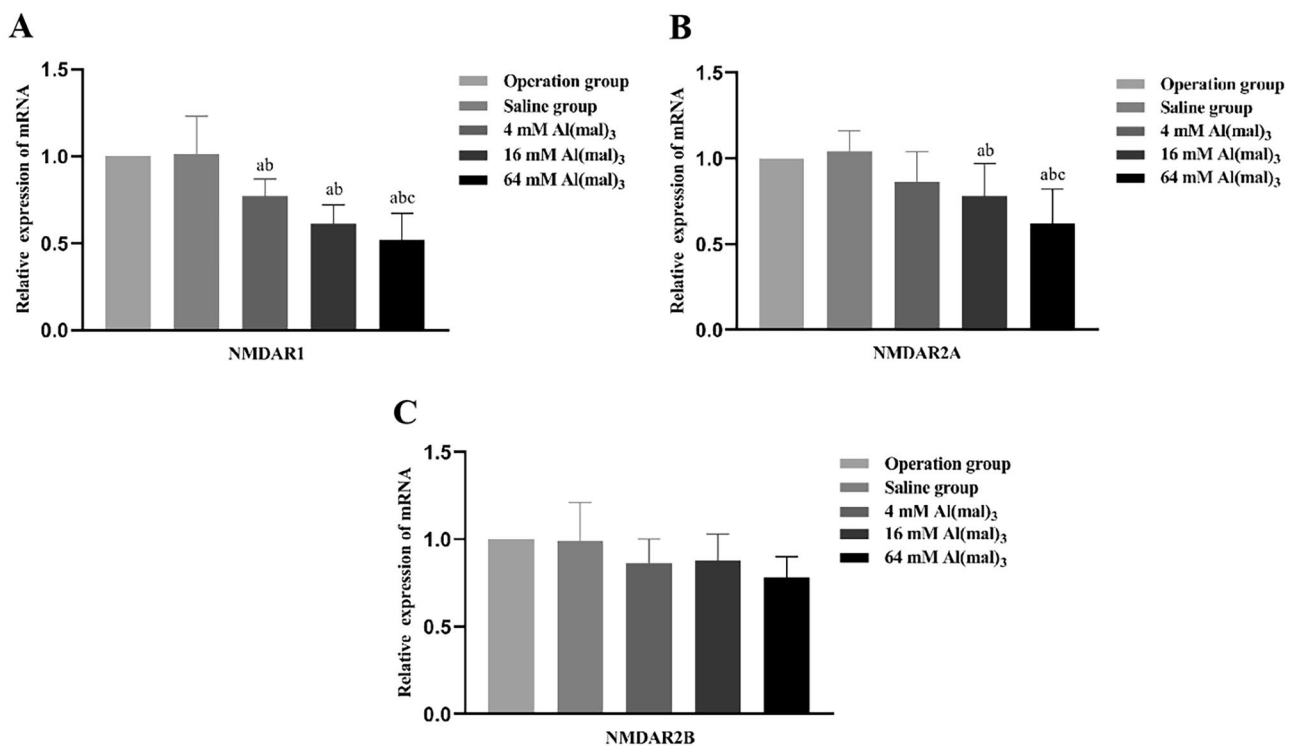 A
Relative expression of mRNA
1.5
1.0
0.5
0.0
ab
ab
abc
NMDAR1
Operation group
Saline group
4 mM Al(mal)₃
16 mM Al(mal)₃
64 mM Al(mal)₃
B
Relative expression of mRNA
1.5
1.0
0.5
0.0
ab
abc
NMDAR2A
Operation group
Saline group
4 mM Al(mal)₃
16 mM Al(mal)₃
64 mM Al(mal)₃
C
Relative expression of mRNA
1.5
1.0
0.5
0.0
NMDAR2B
Operation group
Saline group
4 mM Al(mal)₃
16 mM Al(mal)₃
64 mM Al(mal)₃